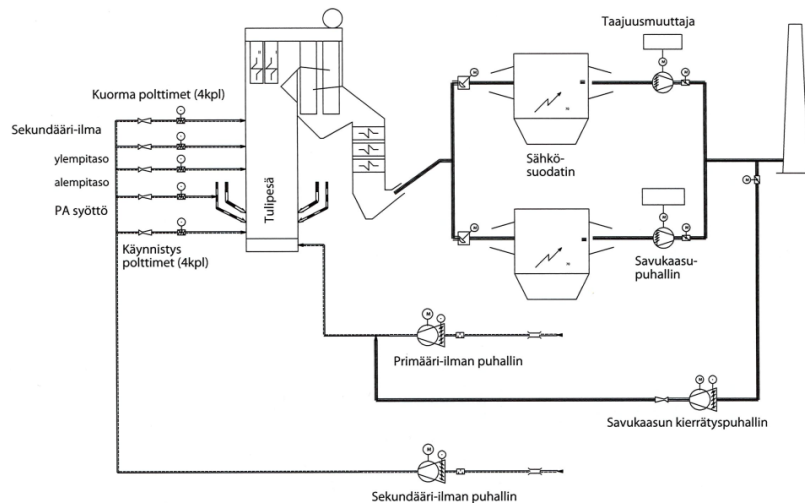 Taajuusmuuttaja
Kuorma polttimet (4kpl)
Sekundääri-ilma
ylempitaso
alempitaso
PA syöttö
Käynnistys
polttimet (4kpl)
Tulipesä
Sähkö-
suodatin
Savukaasu-
puhallin
Primääri-ilman puhallin
Savukaasun kierrätyspuhallin
Sekundääri-ilman puhallin
M
M
M
M
M
M
M
M
M
M
M